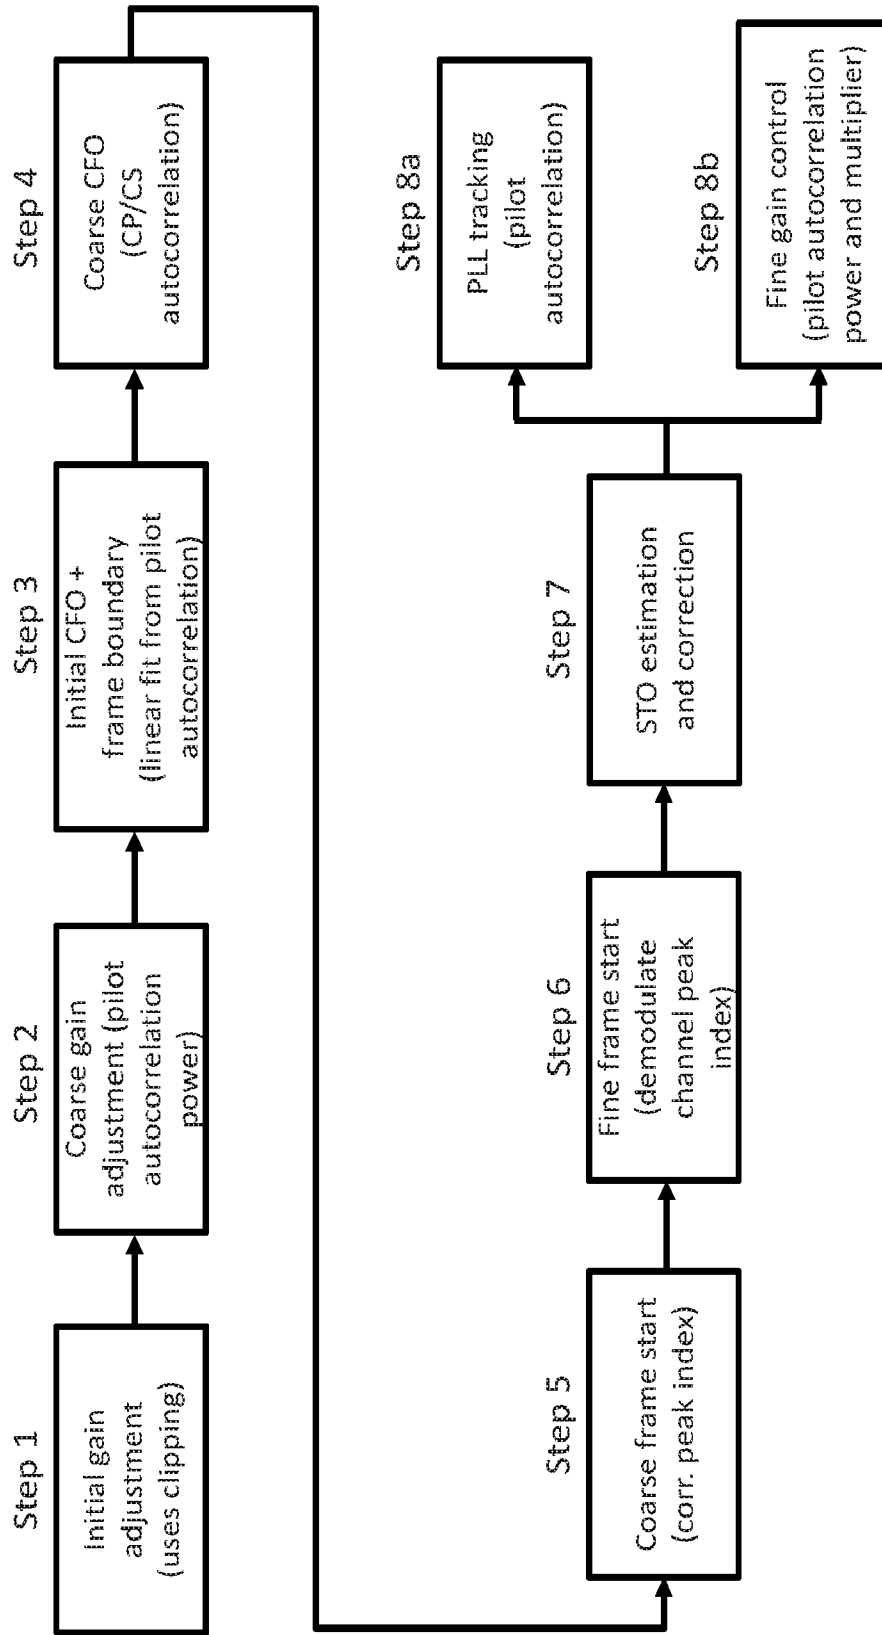 Step 1
Initial gain
adjustment
(uses clipping)
Step 2
Coarse gain
adjustment (pilot
autocorrelation
power)
Step 3
Initial CFO +
frame boundary
(linear fit from pilot
autocorrelation)
Step 4
Coarse CFO
(CP/CS
autocorrelation)
Step 5
Coarse frame start
(corr. peak index)
Step 6
Fine frame start
(demodulate
channel peak
index)
Step 7
STO estimation
and correction
Step 8a
PLL tracking
(pilot
autocorrelation)
Step 8b
Fine gain control
(pilot autocorrelation
power and multiplier)